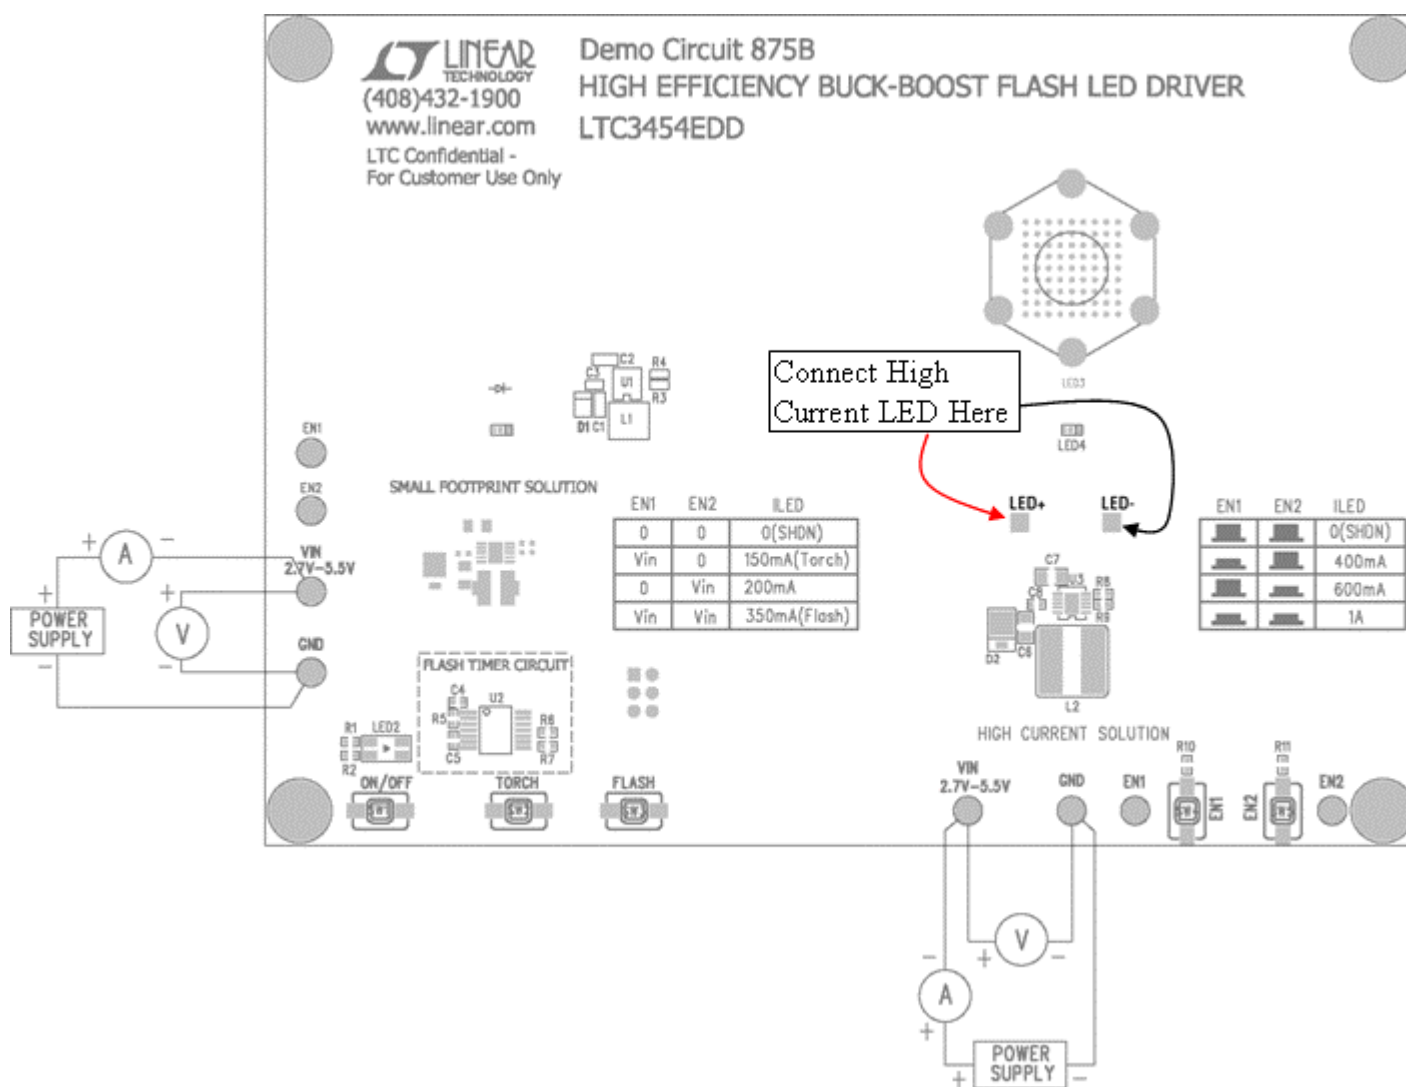 LINEAR
TECHNOLOGY
(408)432-1900
www.linear.com
LTC Confidential -
For Customer Use Only
Demo Circuit 875B
HIGH EFFICIENCY BUCK-BOOST FLASH LED DRIVER
LTC3454EDD
LED3
Connect High
Current LED Here
LED4
LED+ LED-
C2 R4
C3 U1
R3
D1 C1 L1
EN1
EN2
SMALL FOOTPRINT SOLUTION
EN1 EN2 ILED
0 0 0(SHDN)
Vin 0 150mA(Torch)
0 Vin 200mA
Vin Vin 350mA(Flash)
EN1 EN2 ILED
0(SHDN)
400mA
600mA
1A
+ A -
VIN
2.7V-5.5V
+ +
POWER
SUPPLY
V
- -
GND
C7
U3 R8
C8
R9
D2 C6
L2
HIGH CURRENT SOLUTION
FLASH TIMER CIRCUIT
C4 U2
R5 R6
C5 R7
R1 LED2
R2
ON/OFF TORCH FLASH
SW1 SW2
VIN
2.7V-5.5V
GND EN1 R10 R11 EN2
EN1 EN2
SW4 SW5
+ V -
-
A
+
POWER
SUPPLY
+ -